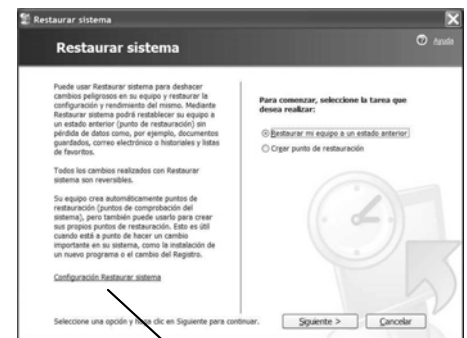 Restaurar sistema
Restaurar sistema
Ayuda
Puede usar Restaurar sistema para deshacer
cambios peligrosos en su equipo y restaurar la
configuración y rendimiento del mismo. Mediante
Restaurar sistema podrá restablecer su equipo a
un estado anterior (punto de restauración) sin
pérdida de datos como, por ejemplo, documentos
guardados, correo electrónico o historiales y listas
de favoritos.
Todos los cambios realizados con Restaurar
sistema son reversibles.
Su equipo crea automáticamente puntos de
restauración (puntos de comprobación del
sistema), pero también puede usarlo para crear
sus propios puntos de restauración. Esto es útil
cuando está a punto de hacer un cambio
importante en su sistema, como la instalación de
un nuevo programa o el cambio del Registro.
Configuración Restaurar sistema
Para comenzar, seleccione la tarea que
desea realizar:
Restaurar mi equipo a un estado anterior
Crear punto de restauración
Seleccione una opción y haga clic en Siguiente para continuar.
Siguiente >
Cancelar